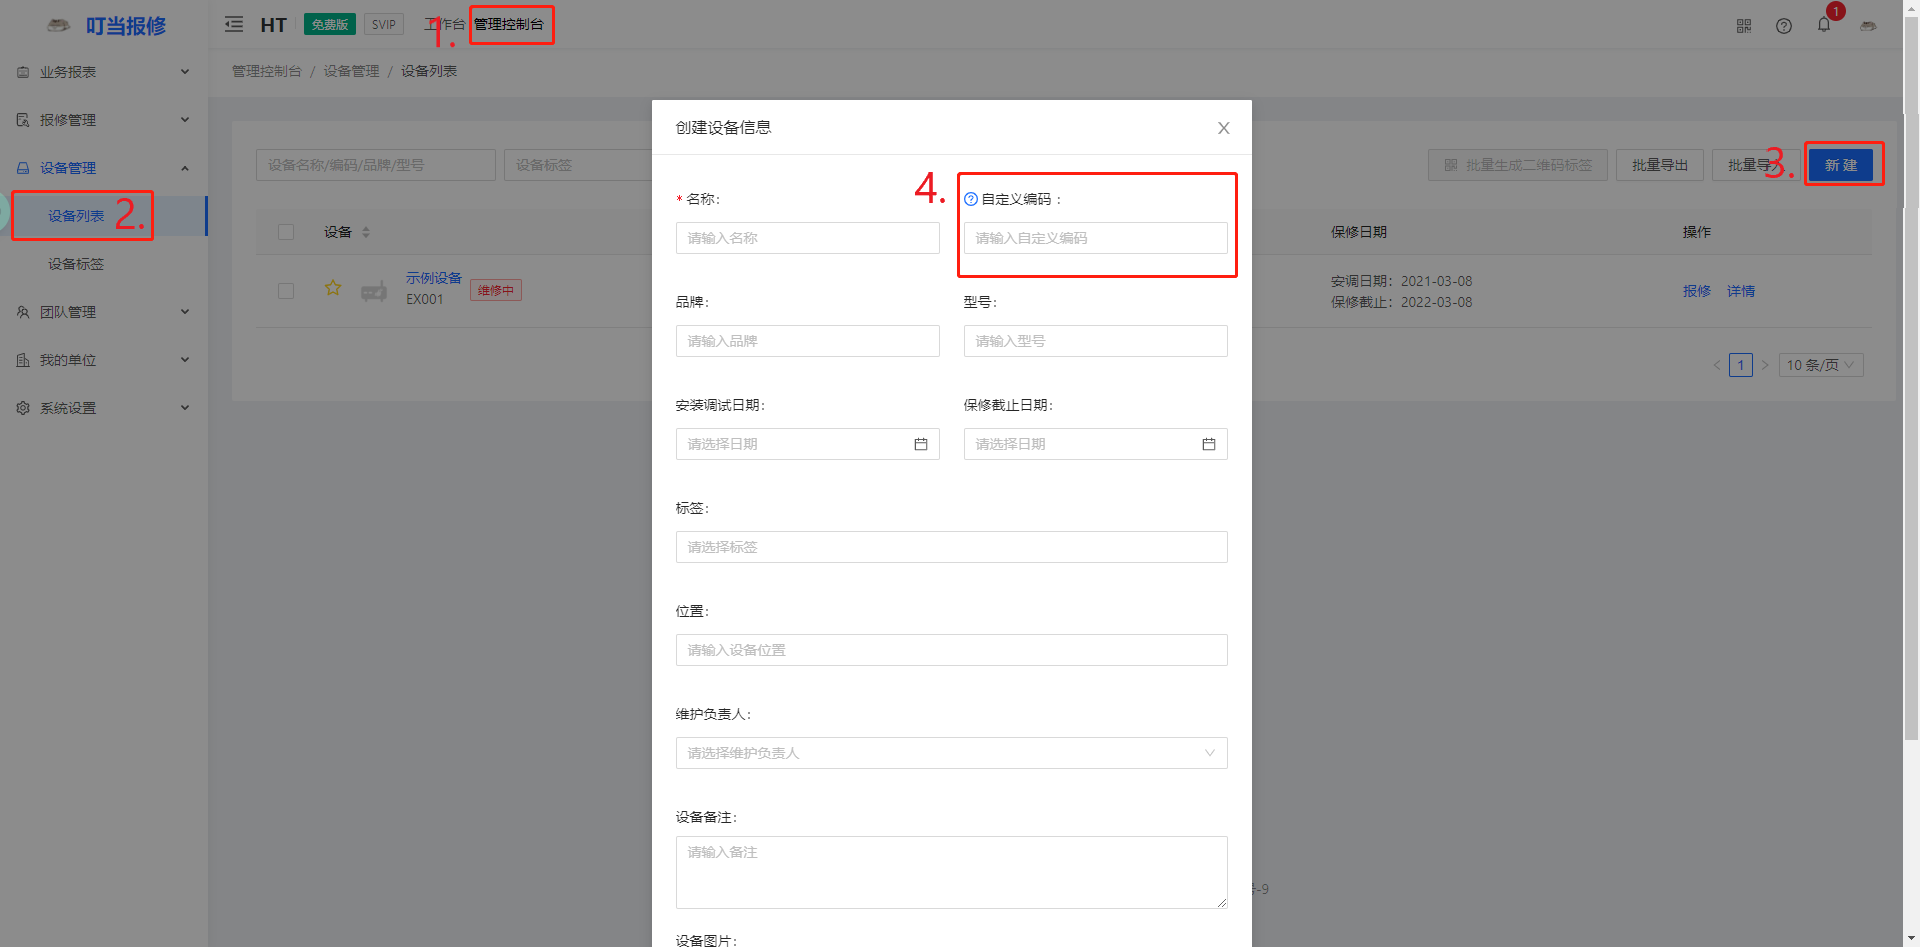 叮当报修
HT 免费版 SVIP 工作台 管理控制台 1
1.
管理控制台 / 设备管理 / 设备列表
业务报表
报修管理
设备管理
设备列表 2.
设备标签
团队管理
我的单位
系统设置
设备名称/编码/品牌/型号 设备标签
批量生成二维码标签 批量导出 批量导入 3. 新建
设备 保修日期 操作
示例设备
EX001 维修中
安调日期：2021-03-08
保修截止：2022-03-08
报修 详情
1 10 条/页
创建设备信息
4.
* 名称： 自定义编码：
请输入名称 请输入自定义编码
品牌： 型号：
请输入品牌 请输入型号
安装调试日期： 保修截止日期：
请选择日期 请选择日期
标签：
请选择标签
位置：
请输入设备位置
维护负责人：
请选择维护负责人
设备备注：
请输入备注
号-9
设备图片：